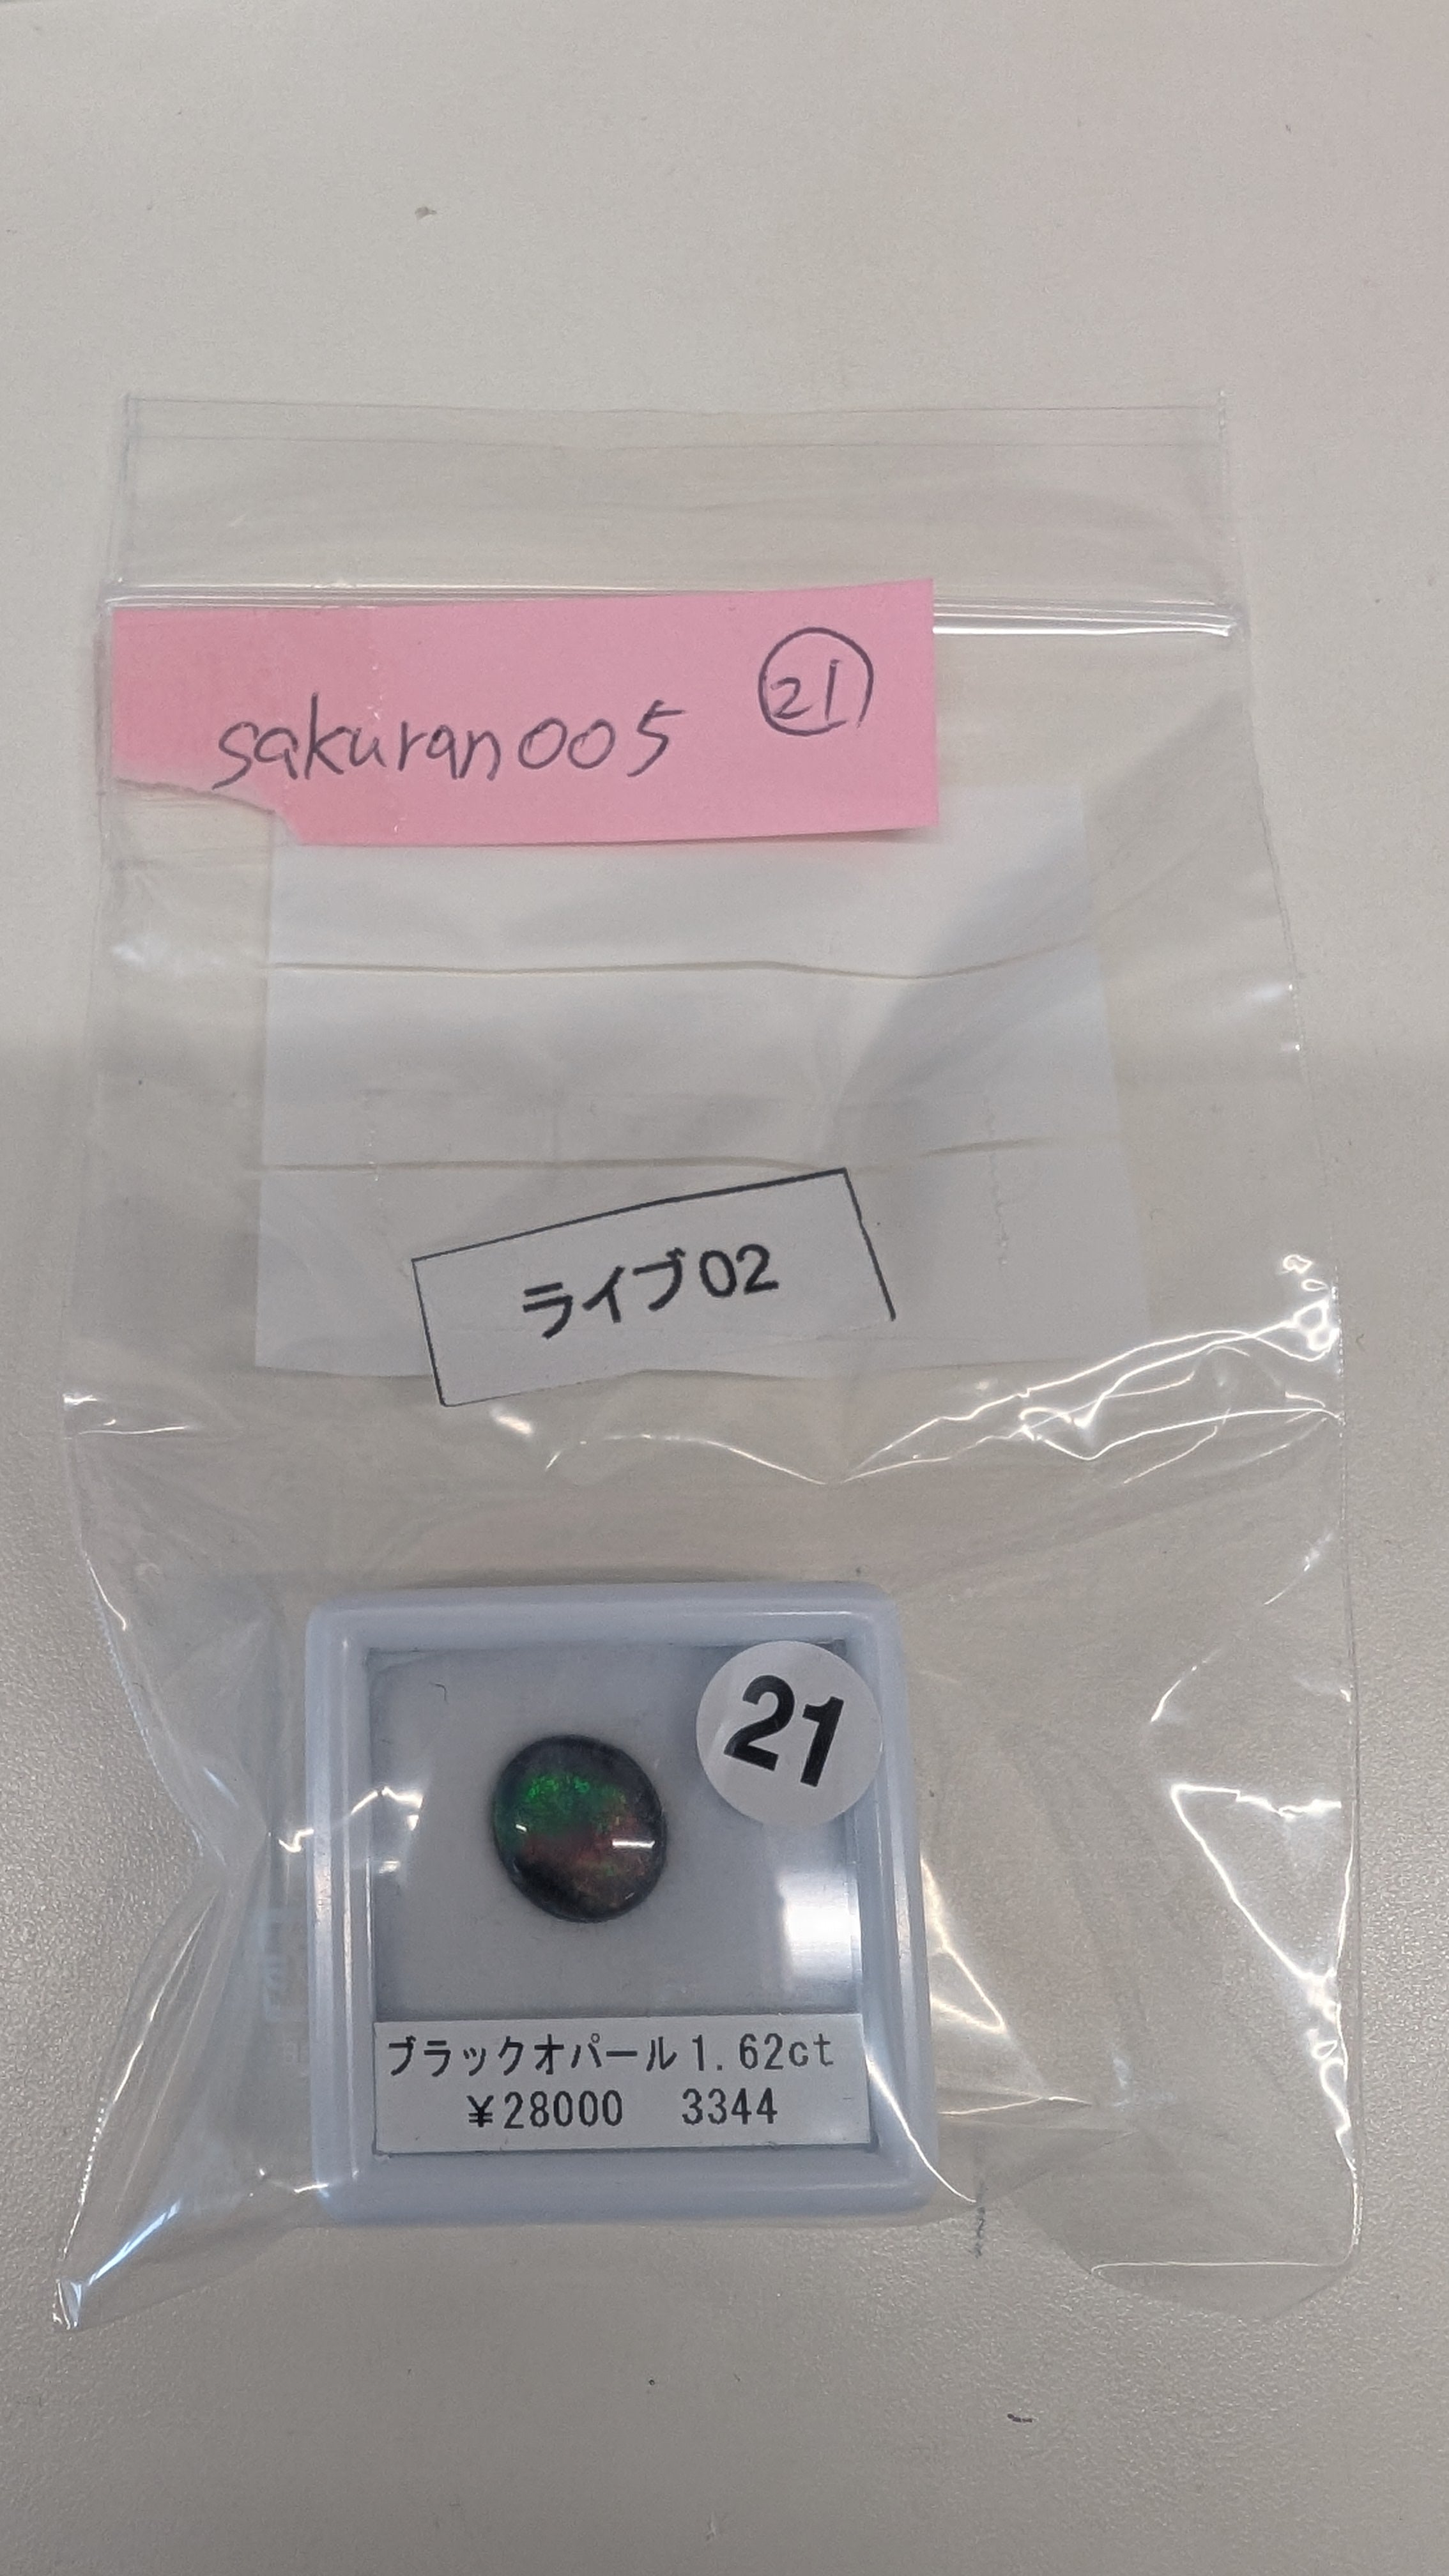 sakuran005 ㉑
ライブ02
21
ブラックオパール1.62ct
¥28000 3344